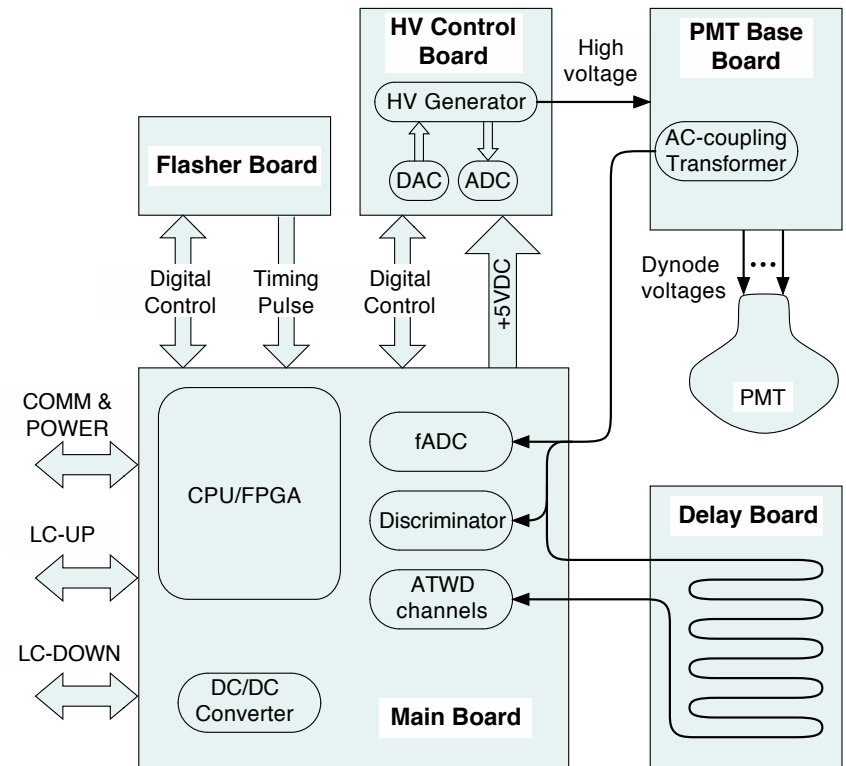 HV Control
Board
HV Generator
DAC
ADC
High
voltage
PMT Base
Board
AC-coupling
Transformer
Flasher Board
Digital
Control
Timing
Pulse
Digital
Control
+5VDC
Dynode
voltages
PMT
COMM &
POWER
LC-UP
LC-DOWN
CPU/FPGA
fADC
Discriminator
ATWD
channels
DC/DC
Converter
Main Board
Delay Board